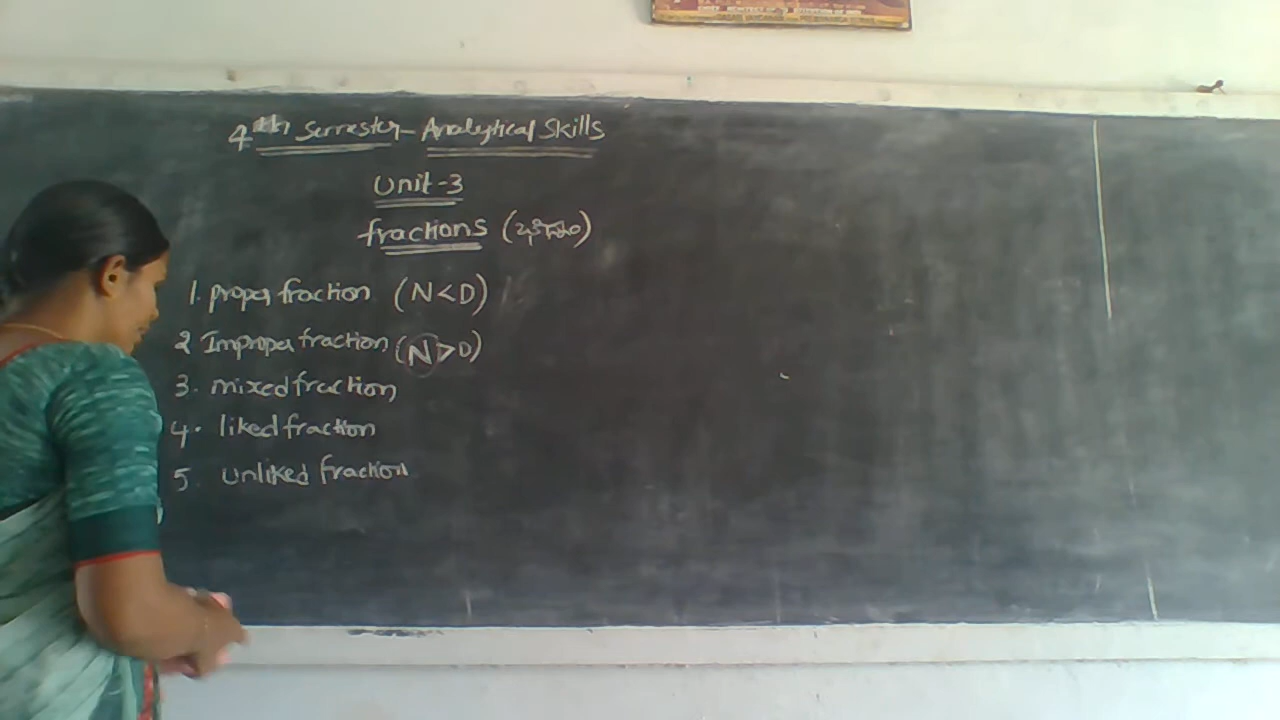 4th Semester - Analytical Skills
Unit-3
fractions (భిన్నాలు)
1. proper fraction (N<D)
2 Improper fraction (N>D)
3. mixed fraction
4. liked fraction
5. unliked fraction